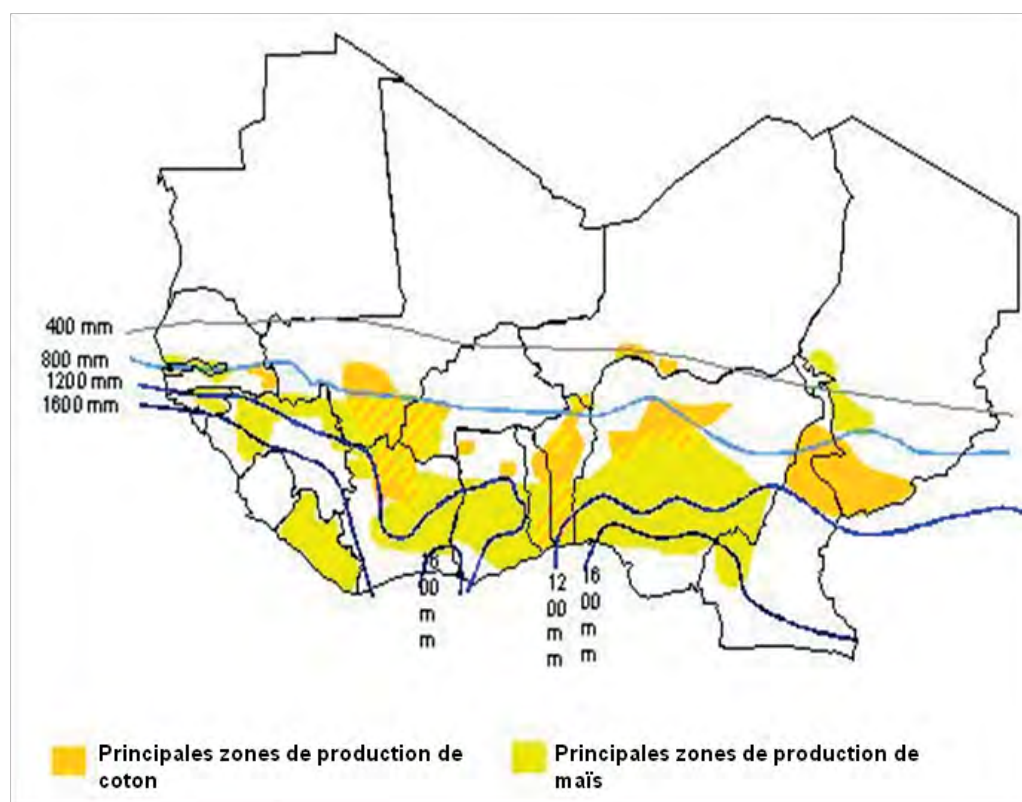 400 mm
800 mm
1200 mm
1600 mm
16
00
m
m
12
00
m
m
16
00
m
m
Principales zones de production de
coton
Principales zones de production de
maïs